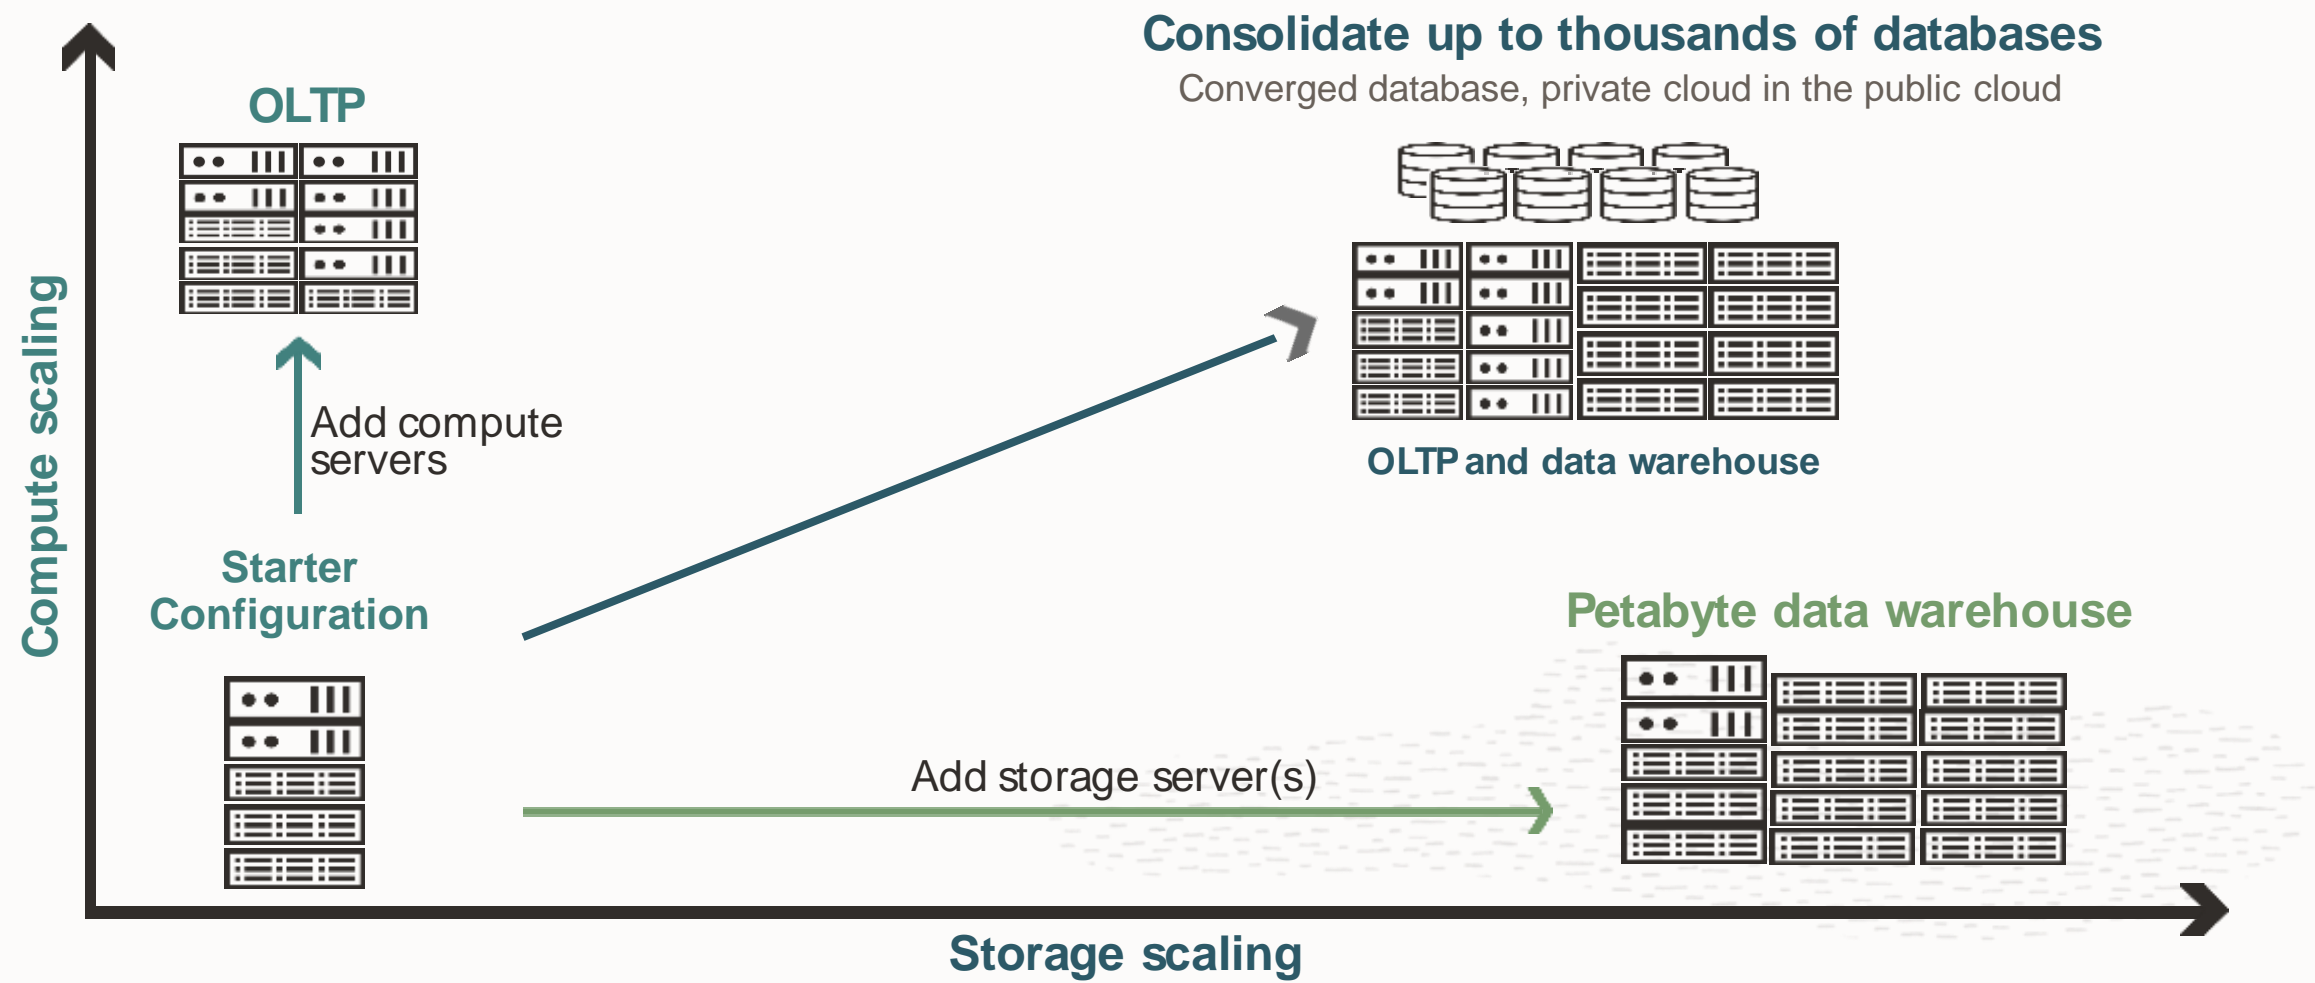 Consolidate up to thousands of databases
Converged database, private cloud in the public cloud
OLTP
Add compute
servers
OLTP and data warehouse
Starter
Configuration
Petabyte data warehouse
Add storage server(s)
Compute scaling
Storage scaling